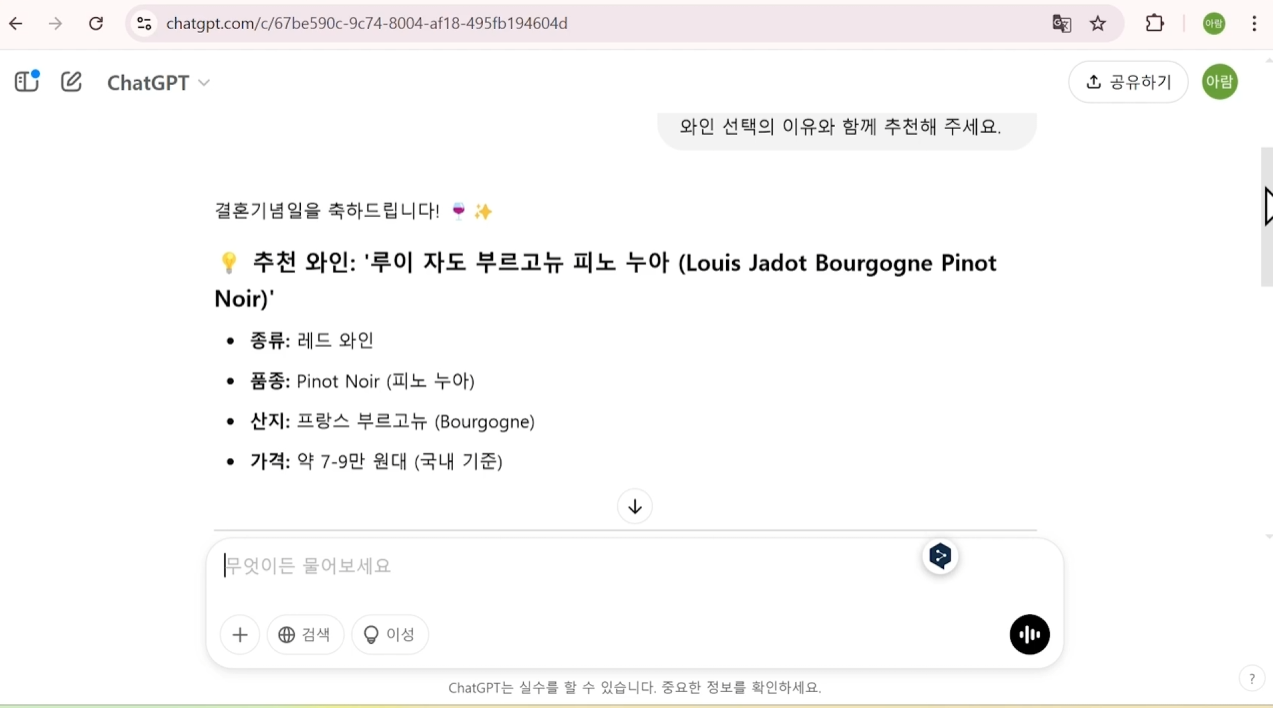 chatgpt.com/c/67be590c-9c74-8004-af18-495fb194604d
아람
ChatGPT
공유하기
아람
와인 선택의 이유와 함께 추천해 주세요.
결혼기념일을 축하드립니다! 🍷✨
💡 추천 와인: '루이 자도 부르고뉴 피노 누아 (Louis Jadot Bourgogne Pinot
Noir)'
• 종류: 레드 와인
• 품종: Pinot Noir (피노 누아)
• 산지: 프랑스 부르고뉴 (Bourgogne)
• 가격: 약 7-9만 원대 (국내 기준)
무엇이든 물어보세요
검색
이성
ChatGPT는 실수를 할 수 있습니다. 중요한 정보를 확인하세요.
?